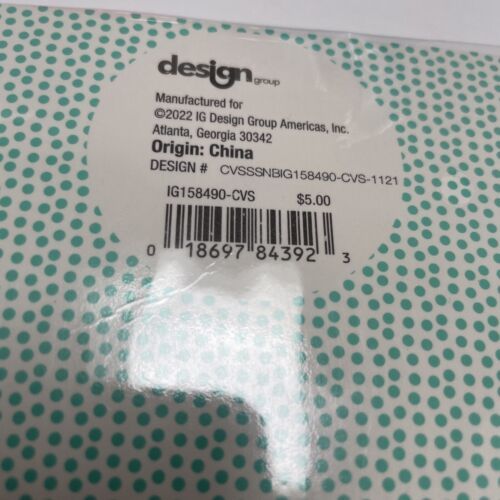 design group
Manufactured for
©2022 IG Design Group Americas, Inc.
Atlanta, Georgia 30342
Origin: China
DESIGN # CVSSSNBIG158490-CVS-1121
IG158490-CVS $5.00
0 18697 84392 3